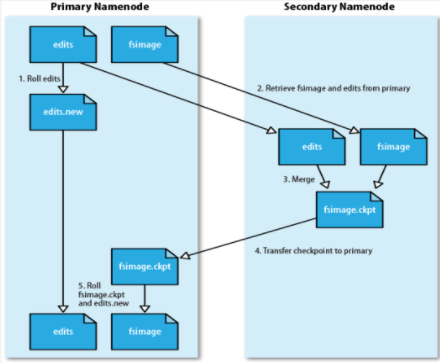 Primary Namenode
Secondary Namenode
edits
fsimage
1. Roll edits
2. Retrieve fsimage and edits from primary
edits.new
edits
fsimage
3. Merge
fsimage.ckpt
4. Transfer checkpoint to primary
fsimage.ckpt
5. Roll
fsimage.ckpt
and edits.new
edits
fsimage